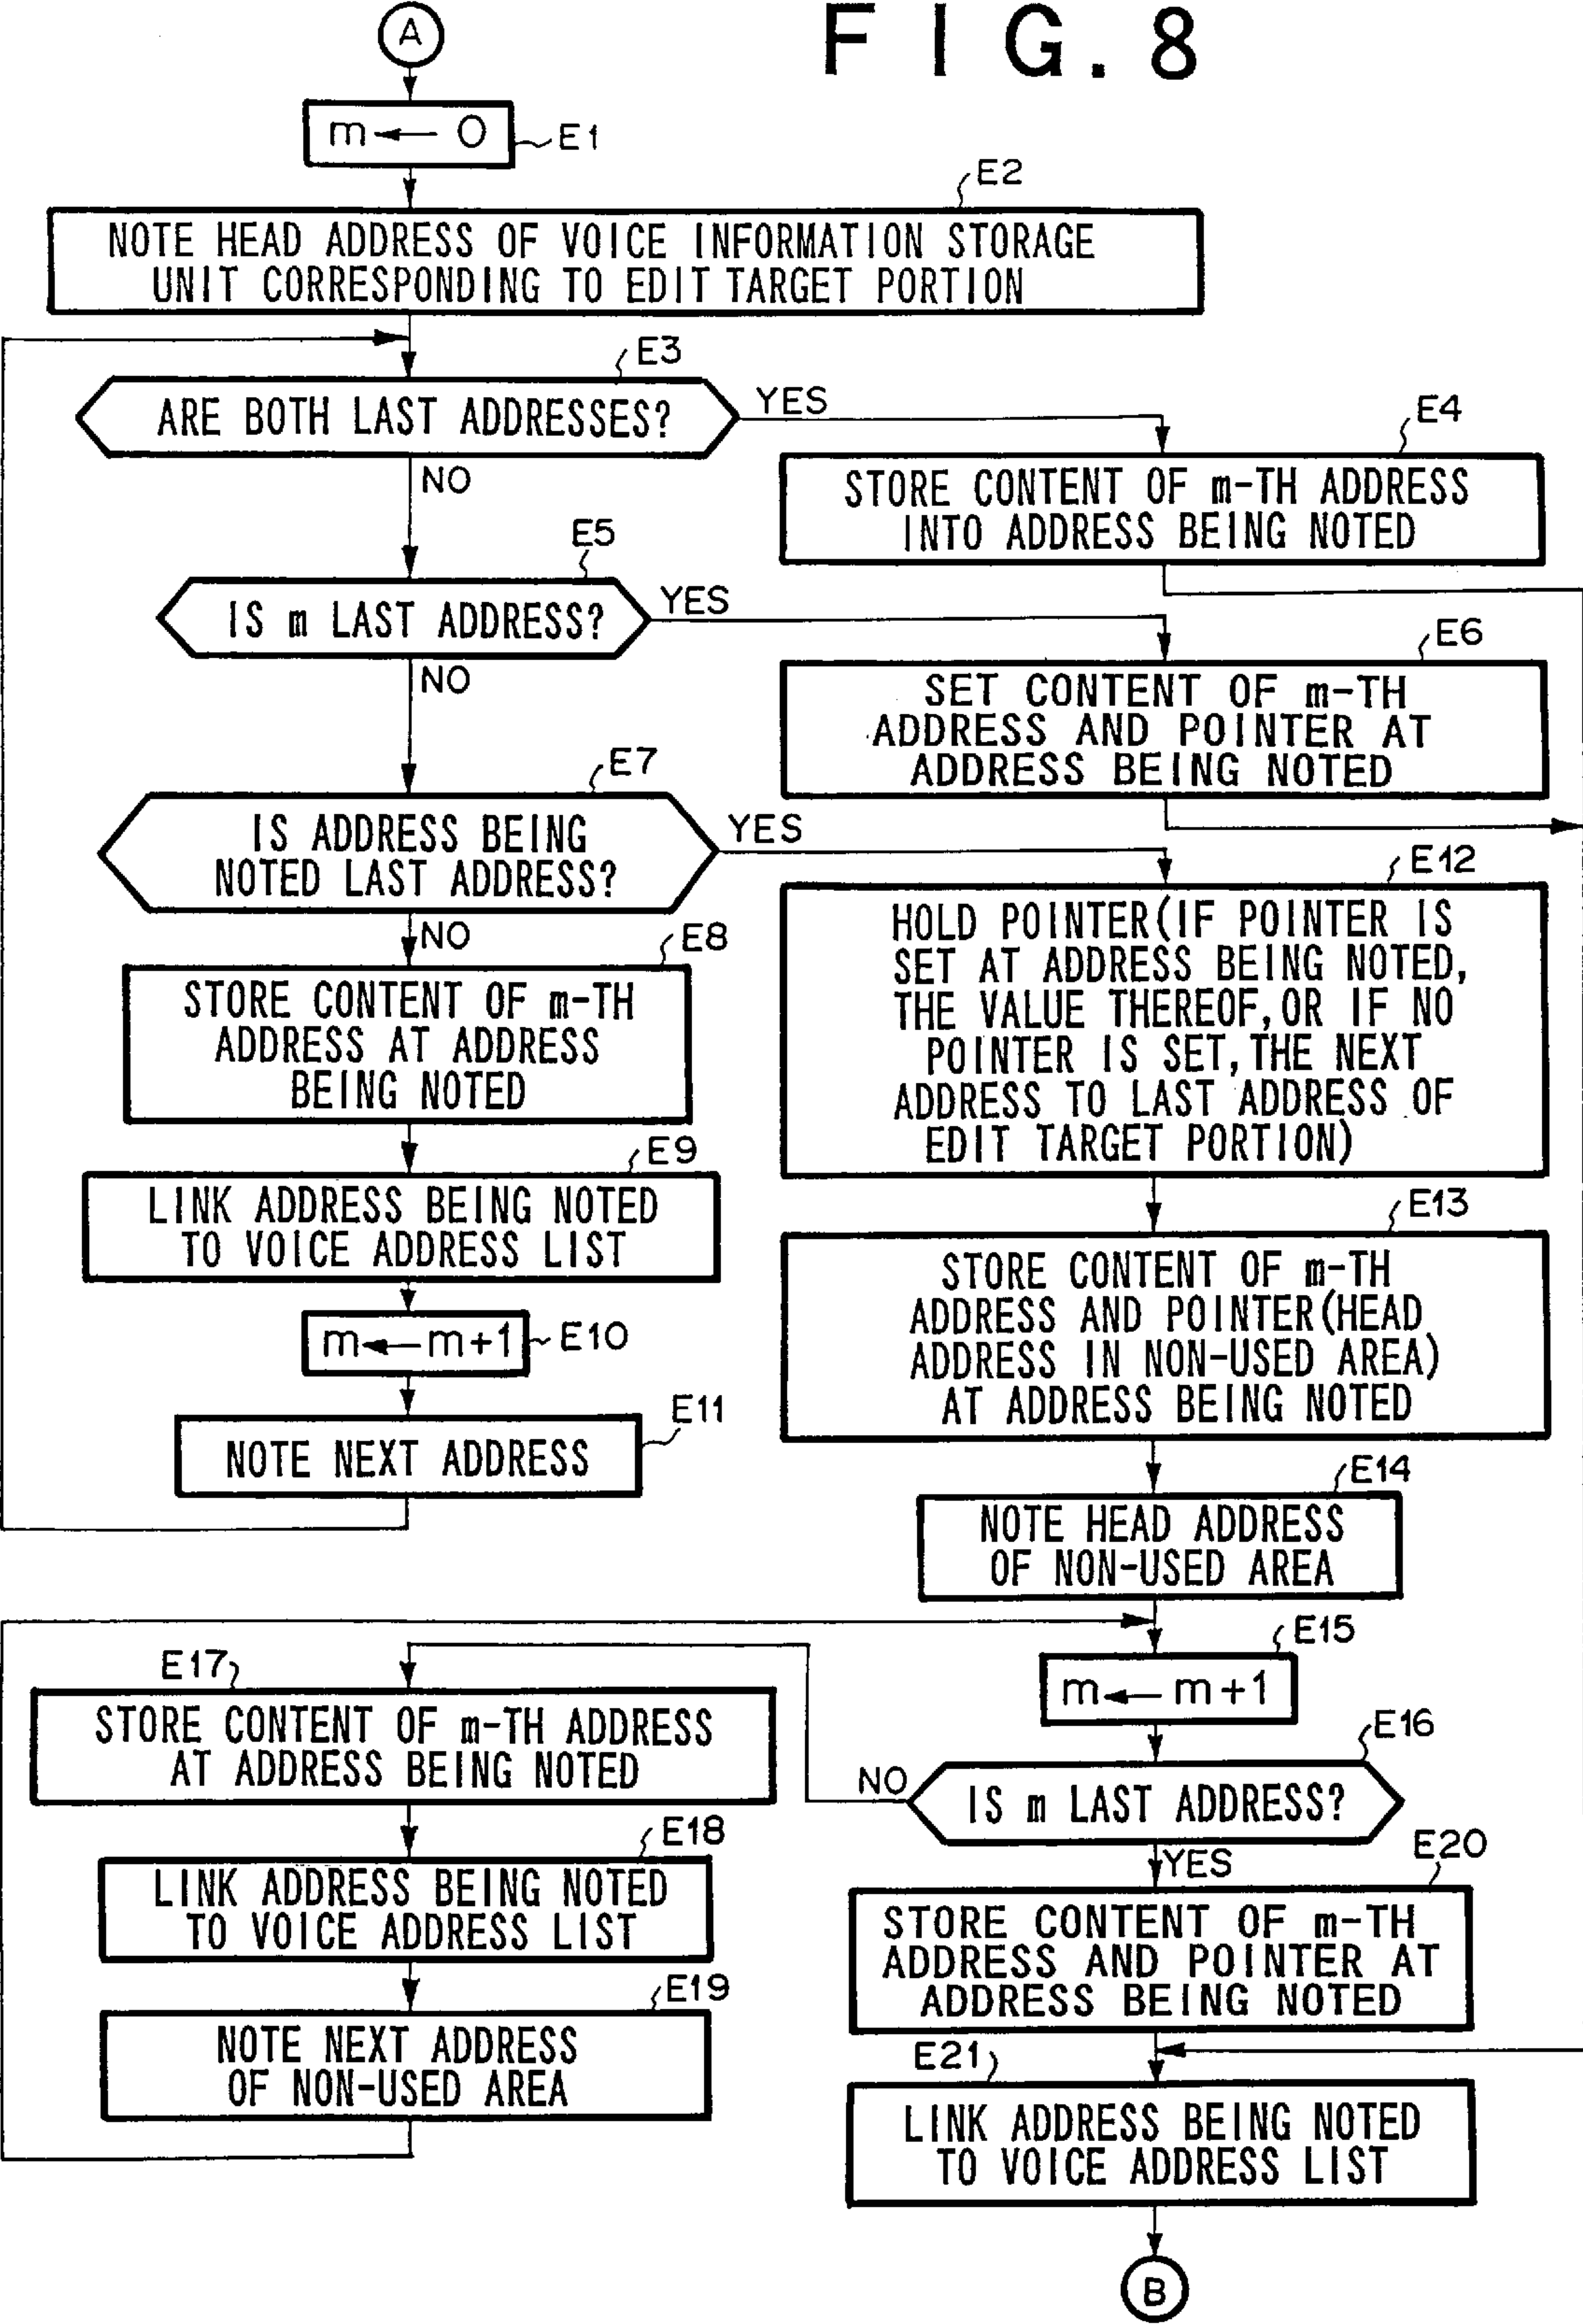 FIG. 8
A
m ← 0
E1
E2
NOTE HEAD ADDRESS OF VOICE INFORMATION STORAGE
UNIT CORRESPONDING TO EDIT TARGET PORTION
E3
ARE BOTH LAST ADDRESSES?
YES
NO
E4
STORE CONTENT OF m-TH ADDRESS
INTO ADDRESS BEING NOTED
E5
IS m LAST ADDRESS?
YES
NO
E6
SET CONTENT OF m-TH
ADDRESS AND POINTER AT
ADDRESS BEING NOTED
E7
IS ADDRESS BEING
NOTED LAST ADDRESS?
YES
NO
E8
STORE CONTENT OF m-TH
ADDRESS AT ADDRESS
BEING NOTED
E9
LINK ADDRESS BEING NOTED
TO VOICE ADDRESS LIST
m ← m+1
E10
E11
NOTE NEXT ADDRESS
E12
HOLD POINTER(IF POINTER IS
SET AT ADDRESS BEING NOTED,
THE VALUE THEREOF, OR IF NO
POINTER IS SET, THE NEXT
ADDRESS TO LAST ADDRESS OF
EDIT TARGET PORTION)
E13
STORE CONTENT OF m-TH
ADDRESS AND POINTER(HEAD
ADDRESS IN NON-USED AREA)
AT ADDRESS BEING NOTED
E14
NOTE HEAD ADDRESS
OF NON-USED AREA
E15
m ← m+1
E16
IS m LAST ADDRESS?
NO
YES
E17
STORE CONTENT OF m-TH ADDRESS
AT ADDRESS BEING NOTED
E18
LINK ADDRESS BEING NOTED
TO VOICE ADDRESS LIST
E19
NOTE NEXT ADDRESS
OF NON-USED AREA
E20
STORE CONTENT OF m-TH
ADDRESS AND POINTER AT
ADDRESS BEING NOTED
E21
LINK ADDRESS BEING NOTED
TO VOICE ADDRESS LIST
B